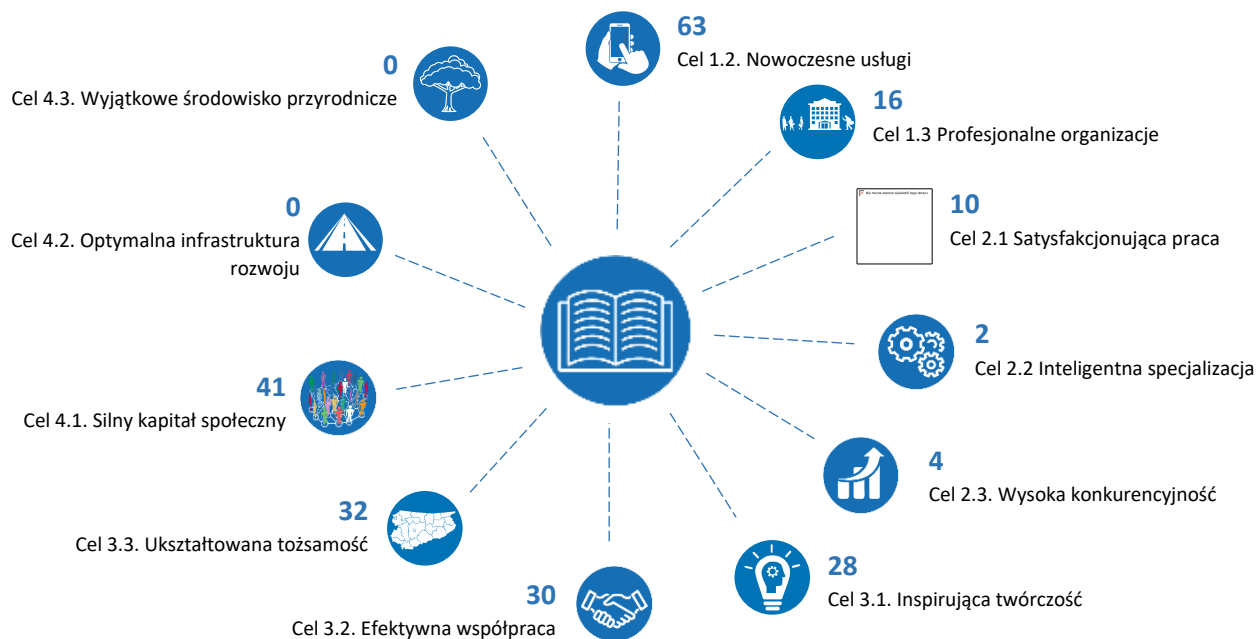 63
Cel 1.2. Nowoczesne usługi
16
Cel 1.3 Profesjonalne organizacje
10
Cel 2.1 Satysfakcjonująca praca
2
Cel 2.2 Inteligentna specjalizacja
4
Cel 2.3. Wysoka konkurencyjność
28
Cel 3.1. Inspirująca twórczość
30
Cel 3.2. Efektywna współpraca
32
Cel 3.3. Ukształtowana tożsamość
41
Cel 4.1. Silny kapitał społeczny
0
Cel 4.2. Optymalna infrastruktura
rozwoju
0
Cel 4.3. Wyjątkowe środowisko przyrodnicze